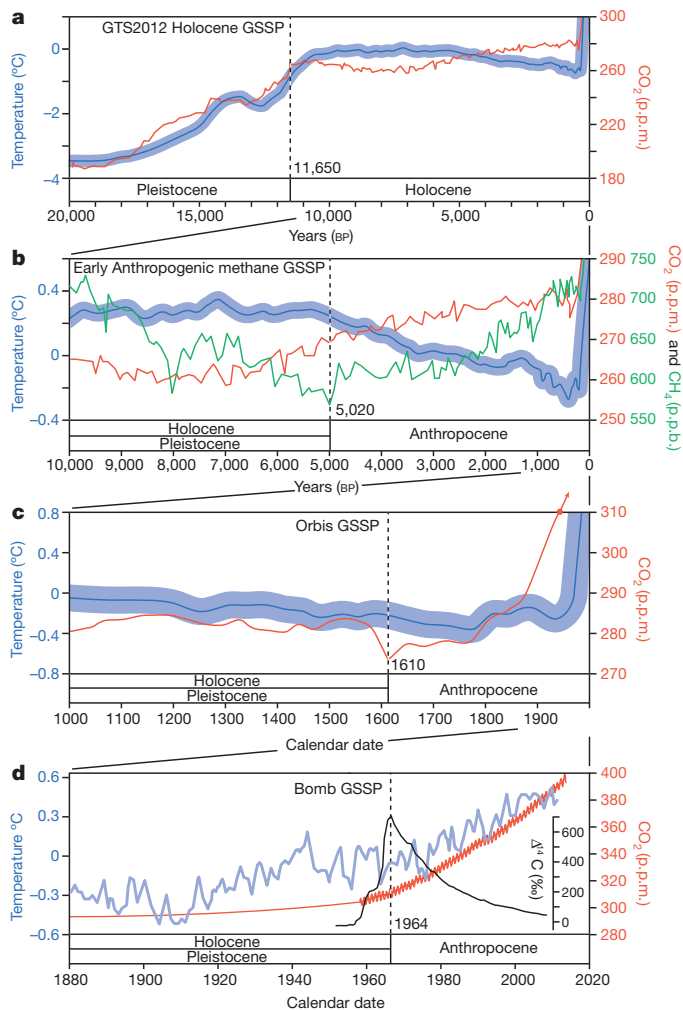 a
GTS2012 Holocene GSSP
Temperature (°C)
0
−2
−4
CO2 (p.p.m.)
300
260
220
180
11,650
Pleistocene
Holocene
20,000 15,000 10,000 5,000 0
Years (BP)
b
Early Anthropogenic methane GSSP
Temperature (°C)
0.4
0
−0.4
CO2 (p.p.m.) and CH4 (p.p.b.)
290 750
280 700
270 650
260 600
250 550
5,020
Holocene
Pleistocene
Anthropocene
10,000 9,000 8,000 7,000 6,000 5,000 4,000 3,000 2,000 1,000 0
Years (BP)
c
Orbis GSSP
Temperature (°C)
0.8
0.4
0
−0.4
−0.8
CO2 (p.p.m.)
310
290
280
270
1610
Holocene
Pleistocene
Anthropocene
1000 1100 1200 1300 1400 1500 1600 1700 1800 1900
Calendar date
d
Bomb GSSP
Temperature °C
0.6
0.3
0
−0.3
−0.6
CO2 (p.p.m.)
400
380
360
340
320
300
280
Δ14 C (‰)
600
400
200
0
1964
Holocene
Pleistocene
Anthropocene
1880 1900 1920 1940 1960 1980 2000 2020
Calendar date